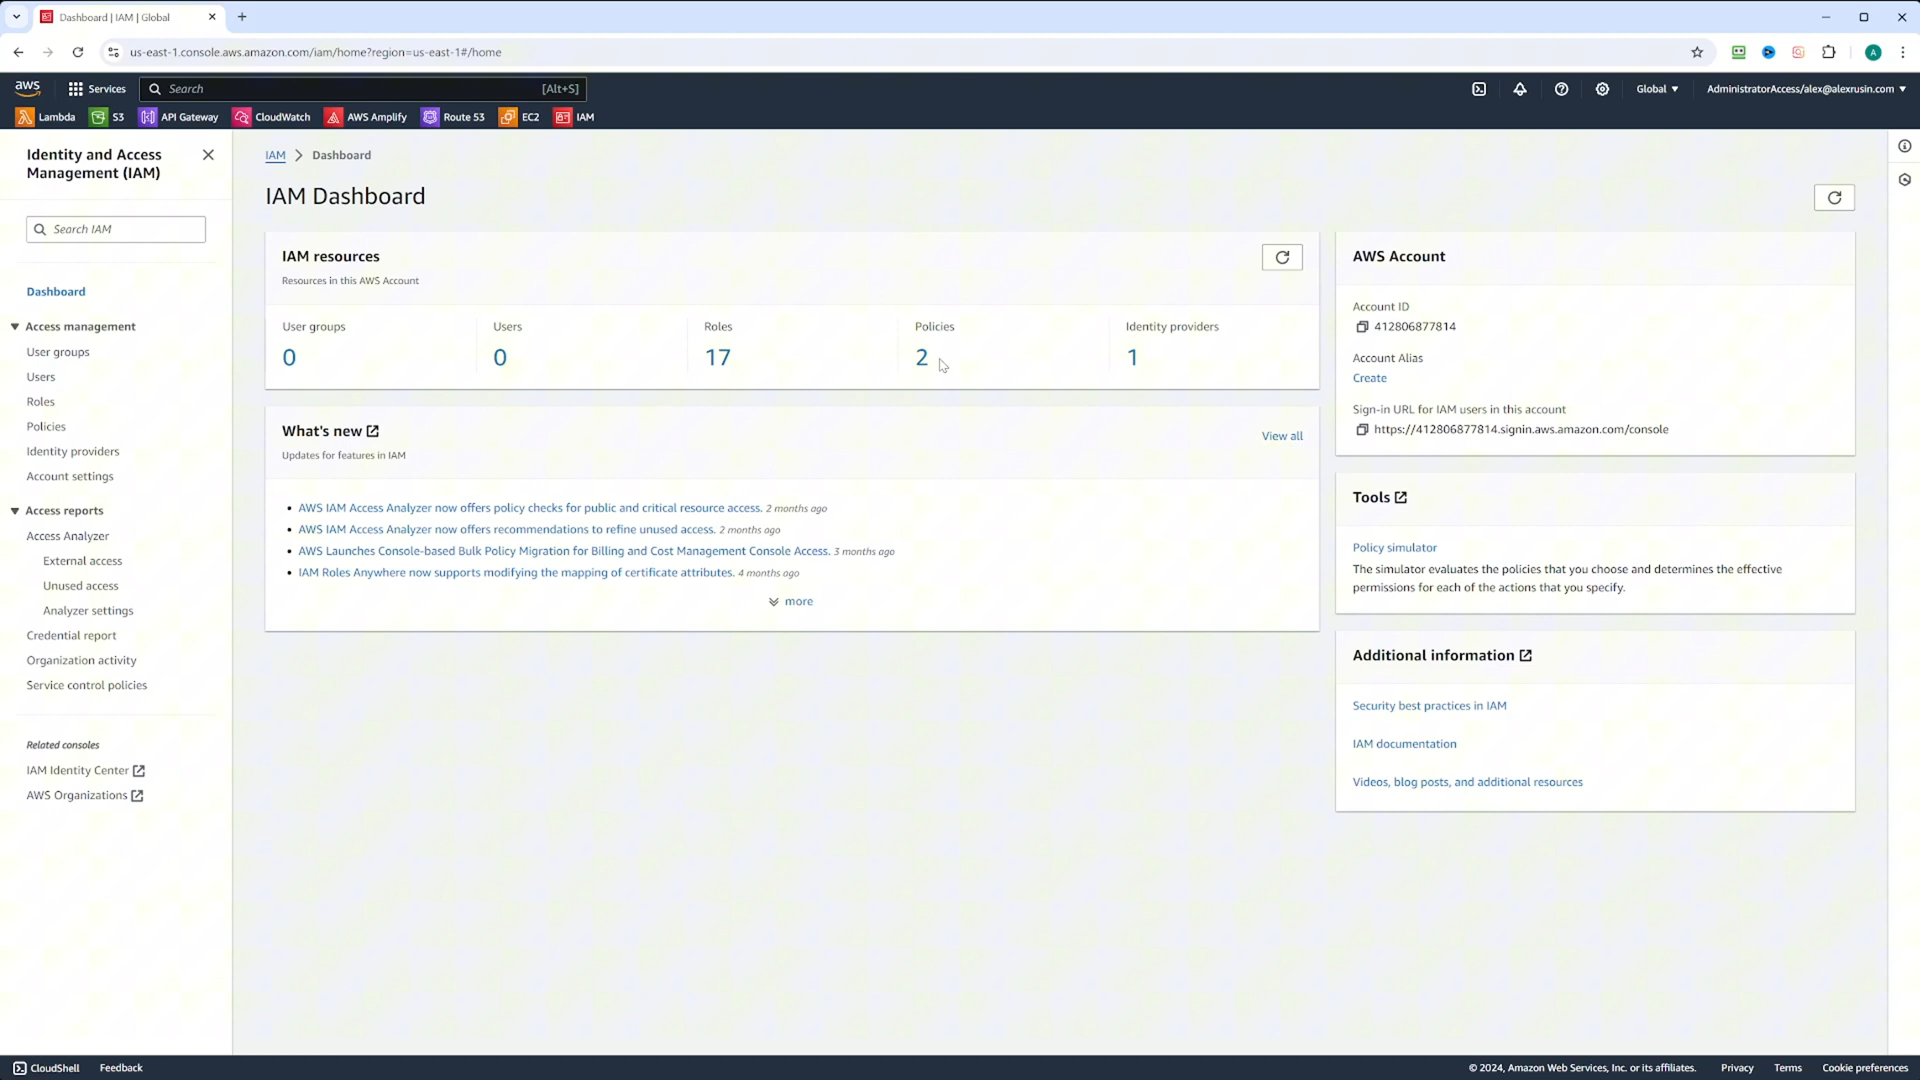 Dashboard | IAM | Global
us-east-1.console.aws.amazon.com/iam/home?region=us-east-1#/home
A
aws
Services
Search
[Alt+S]
Global
AdministratorAccess/alex@alexrusin.com
Lambda
S3
API Gateway
CloudWatch
AWS Amplify
Route 53
EC2
IAM
Identity and Access
Management (IAM)
Search IAM
Dashboard
Access management
User groups
Users
Roles
Policies
Identity providers
Account settings
Access reports
Access Analyzer
External access
Unused access
Analyzer settings
Credential report
Organization activity
Service control policies
Related consoles
IAM Identity Center
AWS Organizations
IAM > Dashboard
IAM Dashboard
IAM resources
Resources in this AWS Account
User groups
0
Users
0
Roles
17
Policies
2
Identity providers
1
What's new
View all
Updates for features in IAM
• AWS IAM Access Analyzer now offers policy checks for public and critical resource access. 2 months ago
• AWS IAM Access Analyzer now offers recommendations to refine unused access. 2 months ago
• AWS Launches Console-based Bulk Policy Migration for Billing and Cost Management Console Access. 3 months ago
• IAM Roles Anywhere now supports modifying the mapping of certificate attributes. 4 months ago
more
AWS Account
Account ID
412806877814
Account Alias
Create
Sign-in URL for IAM users in this account
https://412806877814.signin.aws.amazon.com/console
Tools
Policy simulator
The simulator evaluates the policies that you choose and determines the effective
permissions for each of the actions that you specify.
Additional information
Security best practices in IAM
IAM documentation
Videos, blog posts, and additional resources
CloudShell
Feedback
© 2024, Amazon Web Services, Inc. or its affiliates.
Privacy
Terms
Cookie preferences